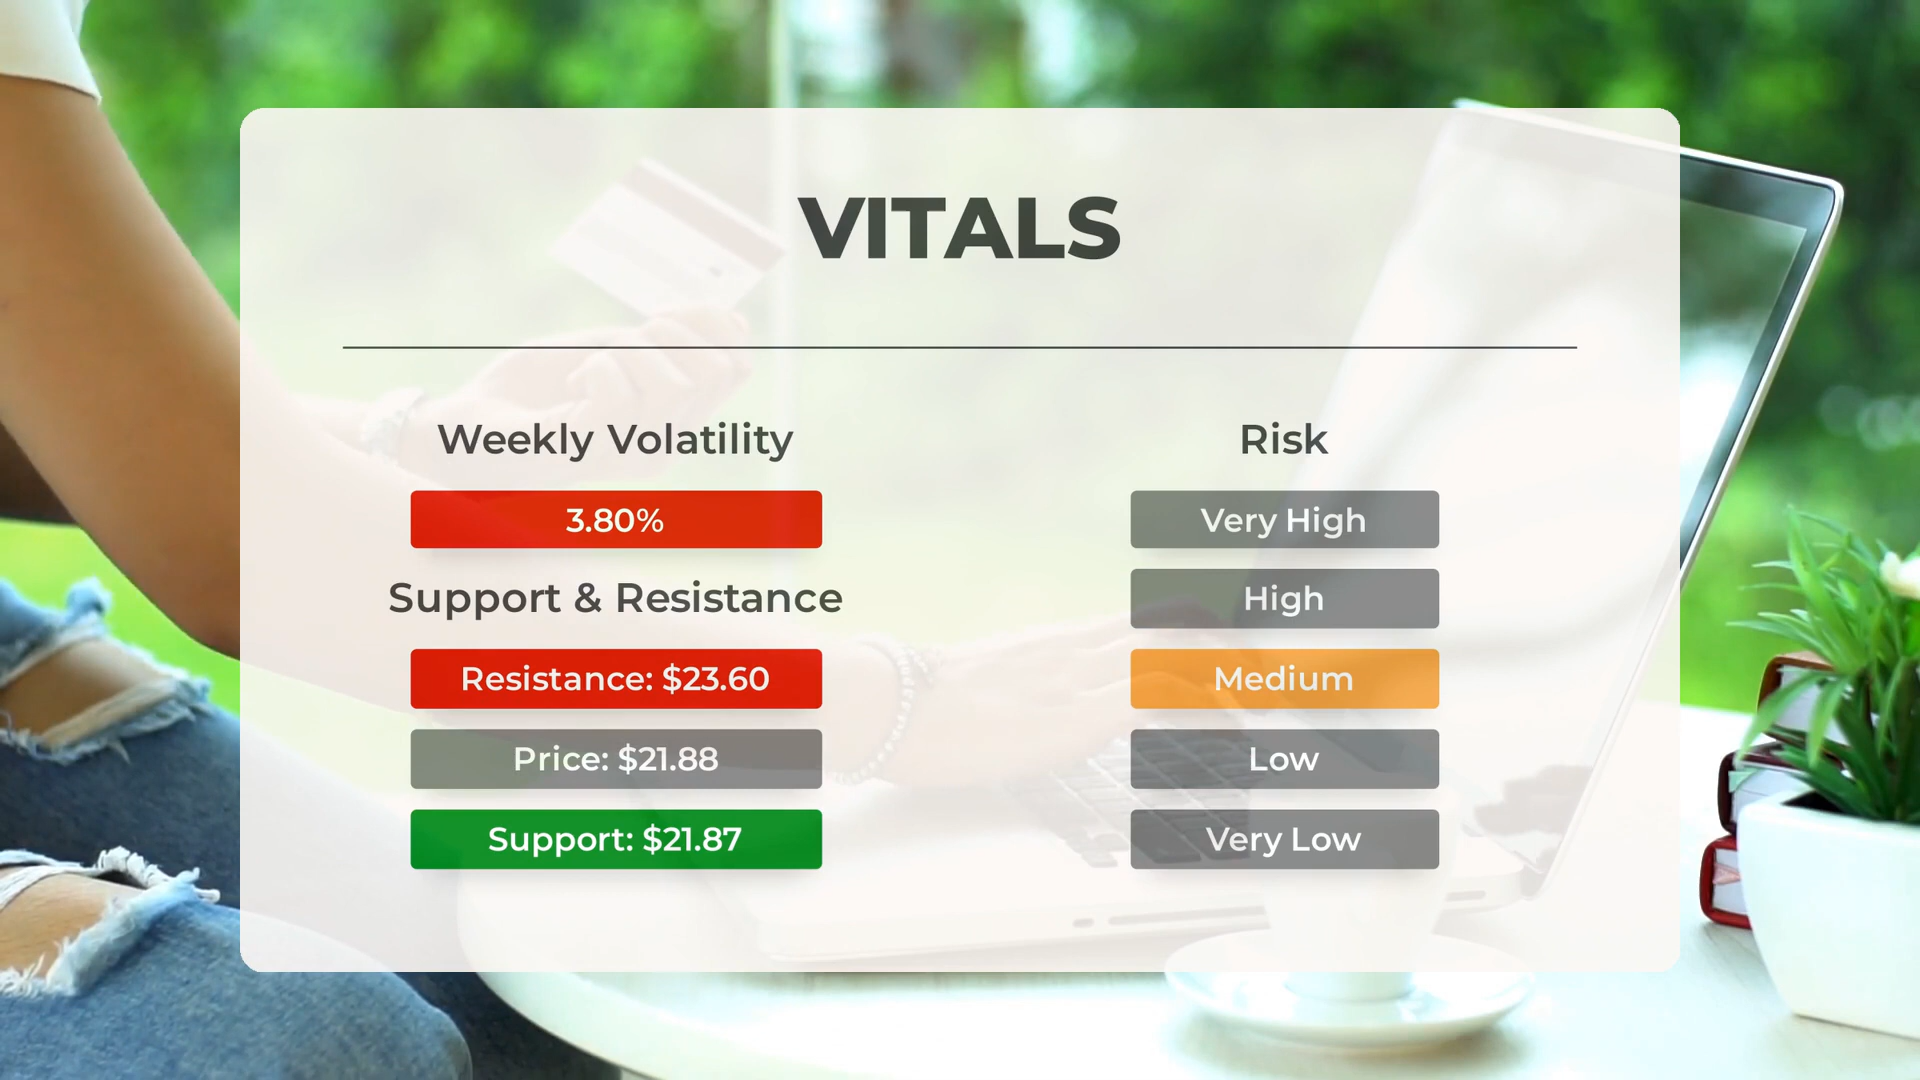 VITALS
Weekly Volatility
3.80%
Support & Resistance
Resistance: $23.60
Price: $21.88
Support: $21.87
Risk
Very High
High
Medium
Low
Very Low